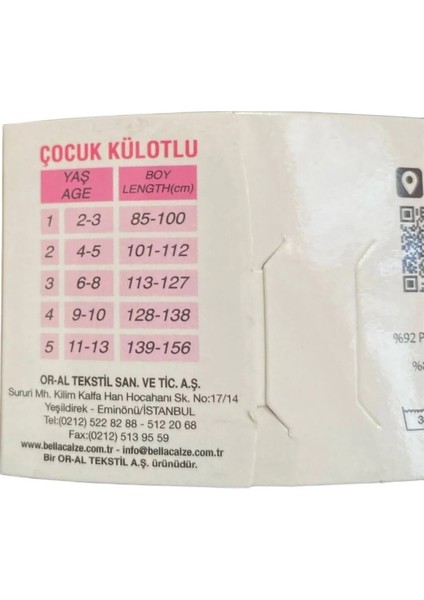 ÇOCUK KÜLOTLU
YAŞ AGE BOY LENGTH(cm)
1 2-3 85-100
2 4-5 101-112
3 6-8 113-127
4 9-10 128-138
5 11-13 139-156
OR-AL TEKSTİL SAN. VE TİC. A.Ş.
Sururi Mh. Kilim Kalfa Han Hocahanı Sk. No:17/14
Yeşildirek - Eminönü/İSTANBUL
Tel:(0212) 522 82 88 - 512 20 68
Fax:(0212) 513 95 59
www.bellacalze.com.tr - info@bellacalze.com.tr
Bir OR-AL TEKSTİL A.Ş. ürünüdür.
%92 P